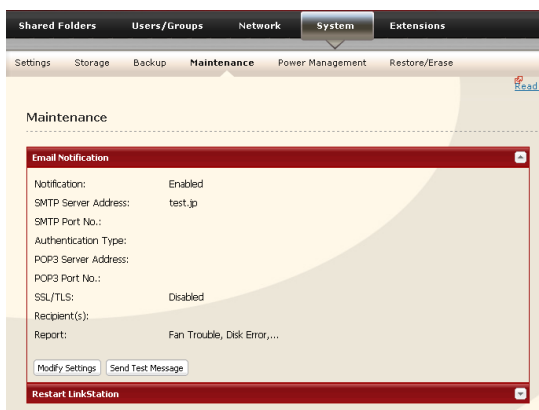 Shared Folders Users/Groups Network System Extensions
Settings Storage Backup Maintenance Power Management Restore/Erase
Read
Maintenance
Email Notification
Notification: Enabled
SMTP Server Address: test.jp
SMTP Port No.:
Authentication Type:
POP3 Server Address:
POP3 Port No.:
SSL/TLS: Disabled
Recipient(s):
Report: Fan Trouble, Disk Error,...
Modify Settings Send Test Message
Restart LinkStation